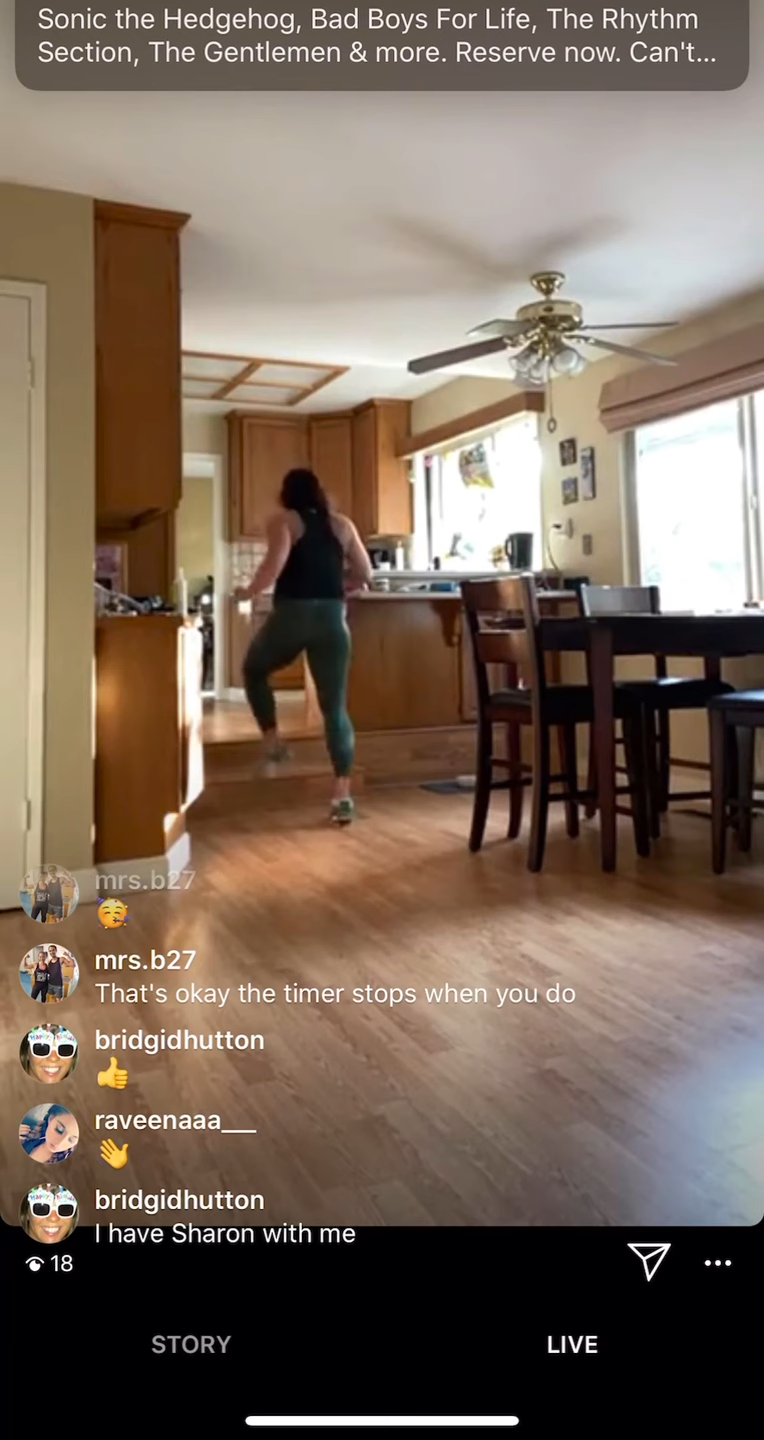 Sonic the Hedgehog, Bad Boys For Life, The Rhythm
Section, The Gentlemen & more. Reserve now. Can't...
mrs.b27
🥳
mrs.b27
That's okay the timer stops when you do
bridgidhutton
👍
raveenaaa___
👋
bridgidhutton
I have Sharon with me
18
STORY
LIVE